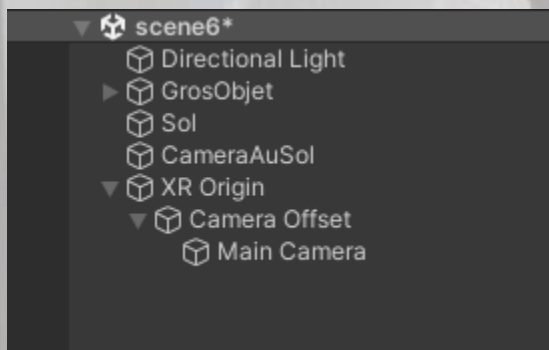 scene6*
Directional Light
GrosObjet
Sol
CameraAuSol
XR Origin
Camera Offset
Main Camera